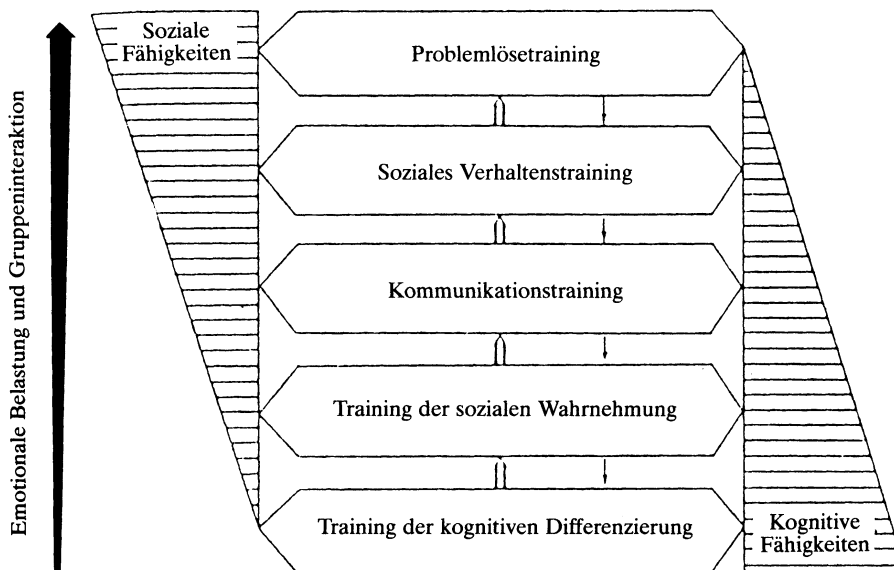 Emotionale Belastung und Gruppeninteraktion
Soziale
Fähigkeiten
Problemlösetraining
Soziales Verhaltenstraining
Kommunikationstraining
Training der sozialen Wahrnehmung
Training der kognitiven Differenzierung
Kognitive
Fähigkeiten